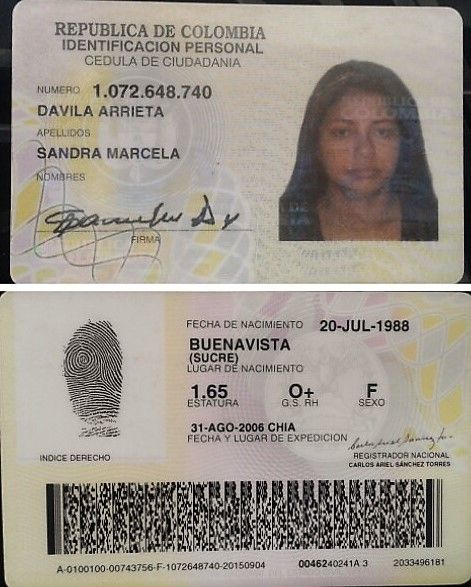 REPUBLICA DE COLOMBIA
IDENTIFICACION PERSONAL
CEDULA DE CIUDADANIA
NUMERO 1.072.648.740
DAVILA ARRIETA
APELLIDOS
SANDRA MARCELA
NOMBRES
FIRMA
FECHA DE NACIMIENTO 20-JUL-1988
BUENAVISTA
(SUCRE)
LUGAR DE NACIMIENTO
1.65 O+ F
ESTATURA G.S. RH SEXO
31-AGO-2006 CHIA
FECHA Y LUGAR DE EXPEDICION
INDICE DERECHO
REGISTRADOR NACIONAL
CARLOS ARIEL SÁNCHEZ TORRES
A-0100100-00743756-F-1072648740-20150904 0046240241A 3 2033496181